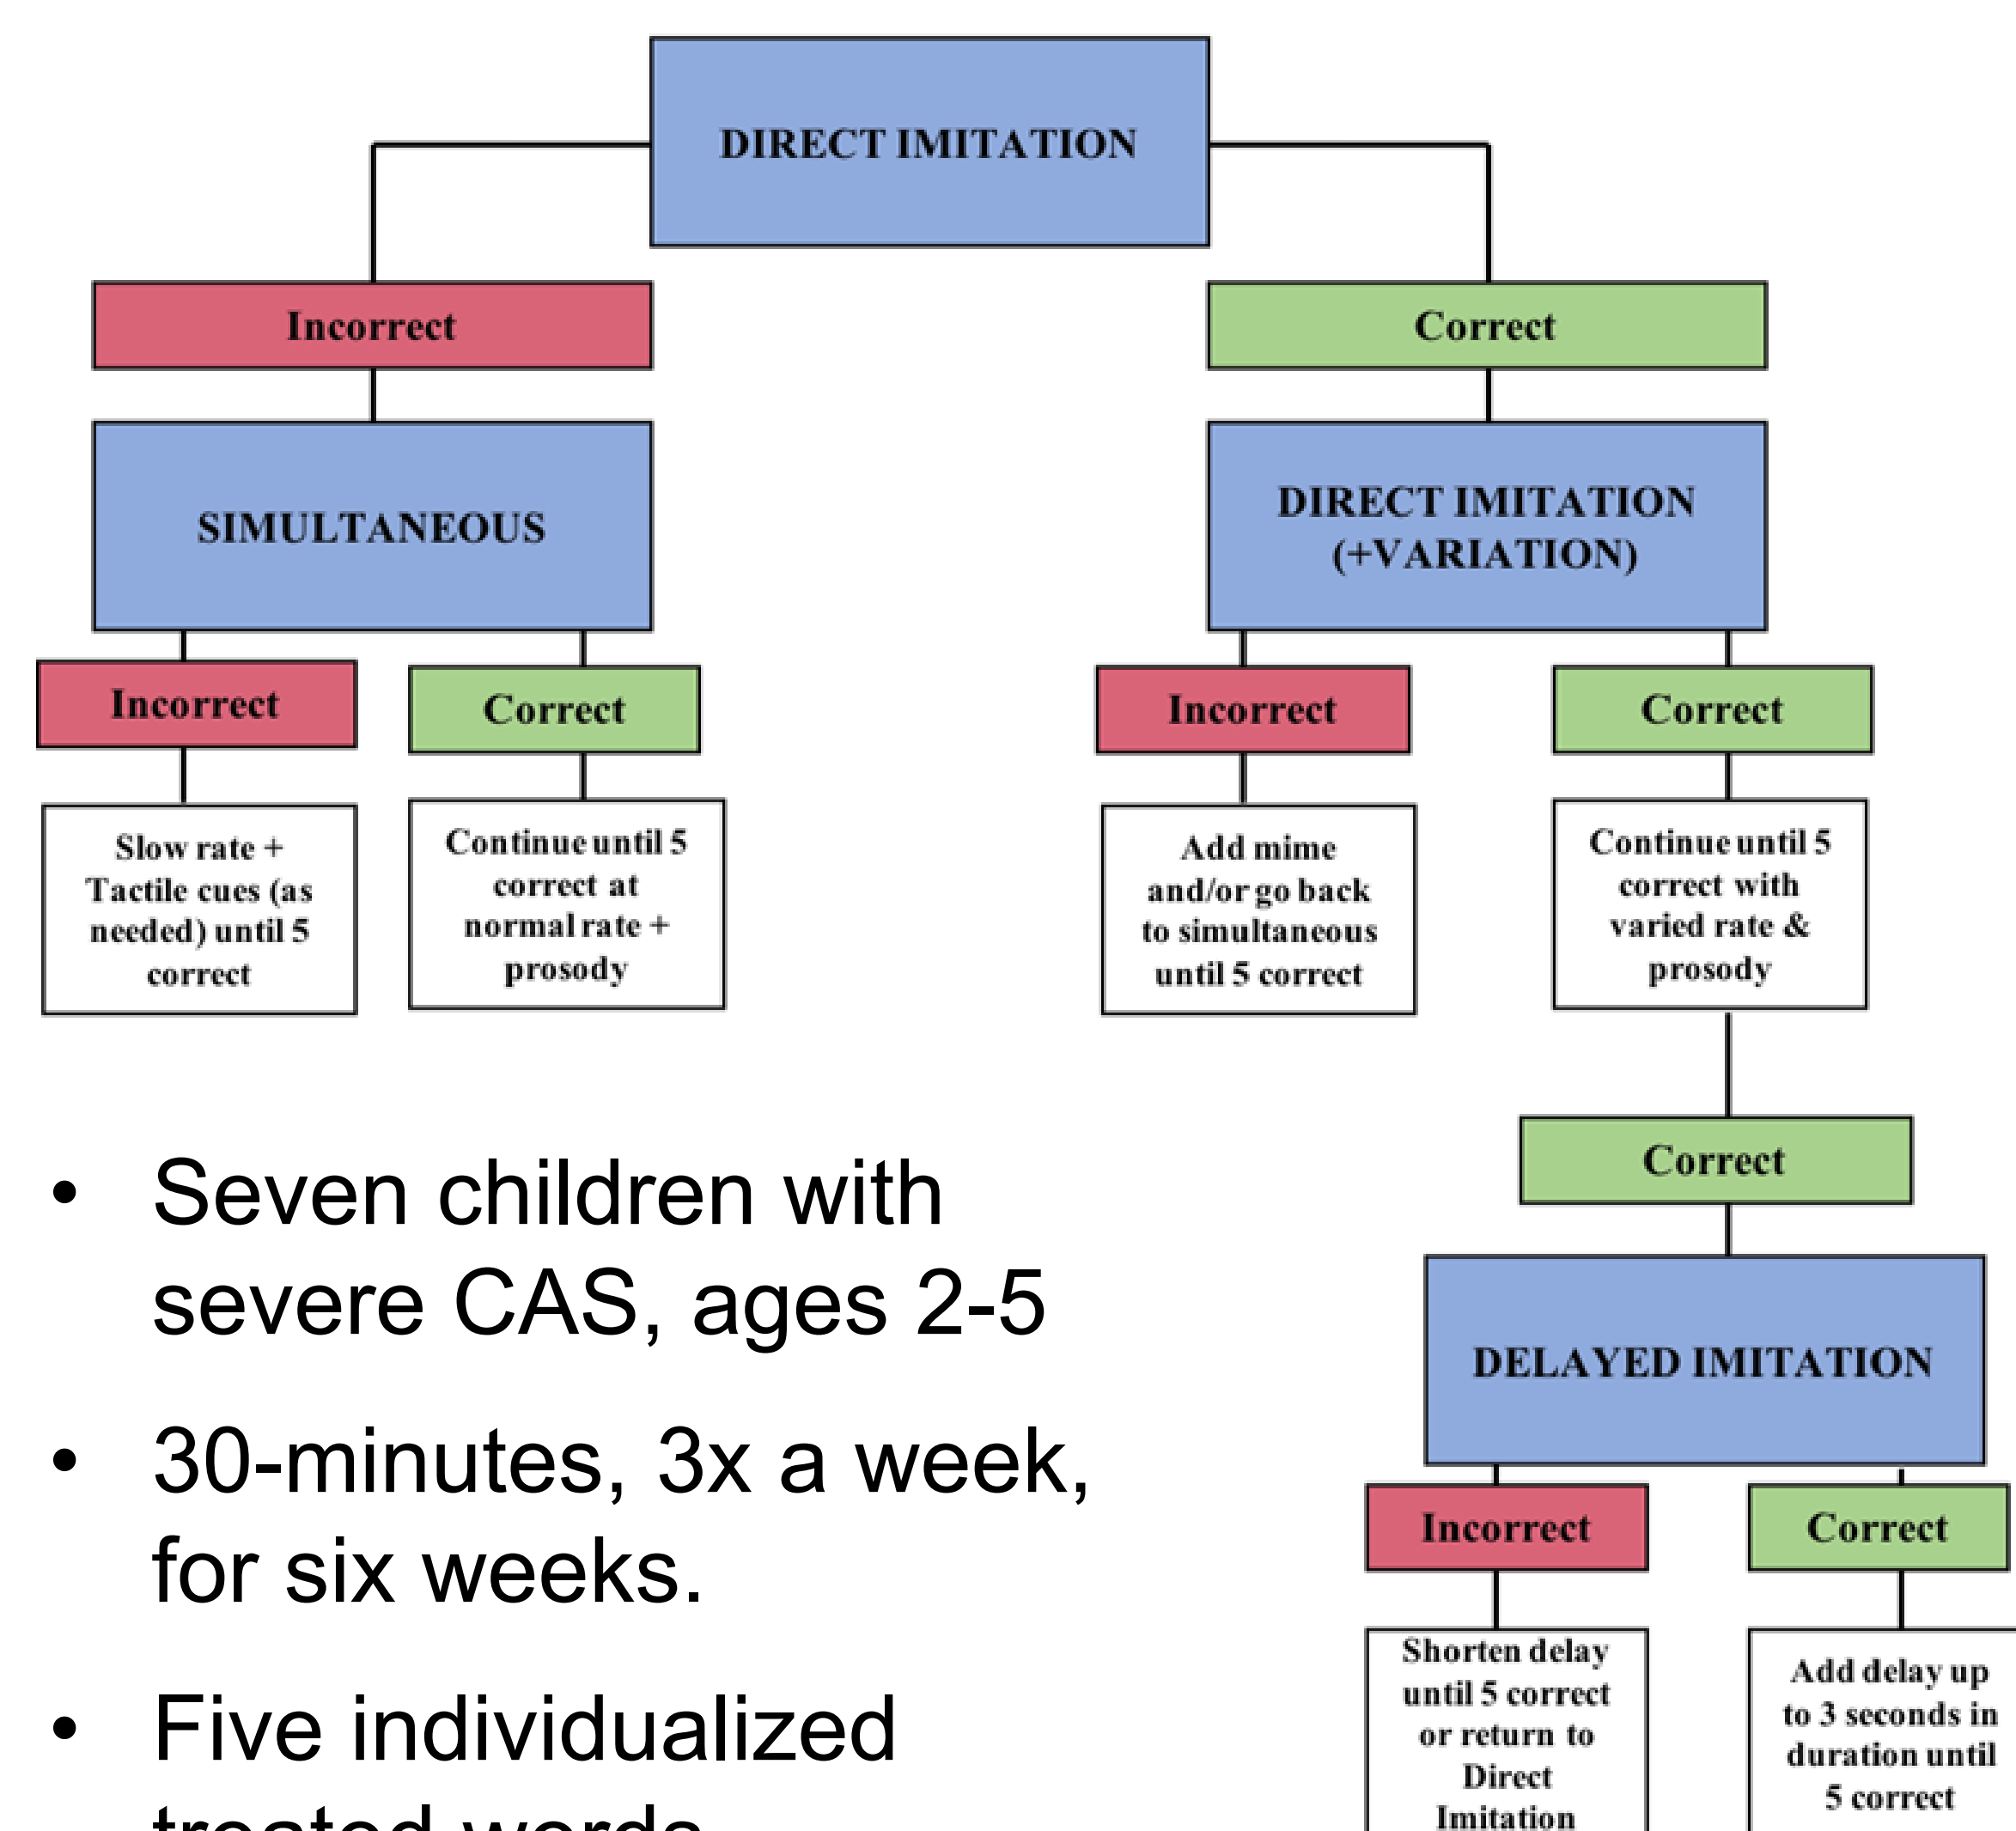 DIRECT IMITATION
Incorrect
Correct
SIMULTANEOUS
DIRECT IMITATION
(+VARIATION)
Incorrect
Correct
Incorrect
Correct
Slow rate +
Tactile cues (as
needed) until 5
correct
Continue until 5
correct at
normal rate +
prosody
Add mime
and/or go back
to simultaneous
until 5 correct
Continue until 5
correct with
varied rate &
prosody
Correct
DELAYED IMITATION
Incorrect
Correct
Shorten delay
until 5 correct
or return to
Direct
Imitation
Add delay up
to 3 seconds in
duration until
5 correct
• Seven children with
severe CAS, ages 2-5
• 30-minutes, 3x a week,
for six weeks.
• Five individualized
treated words